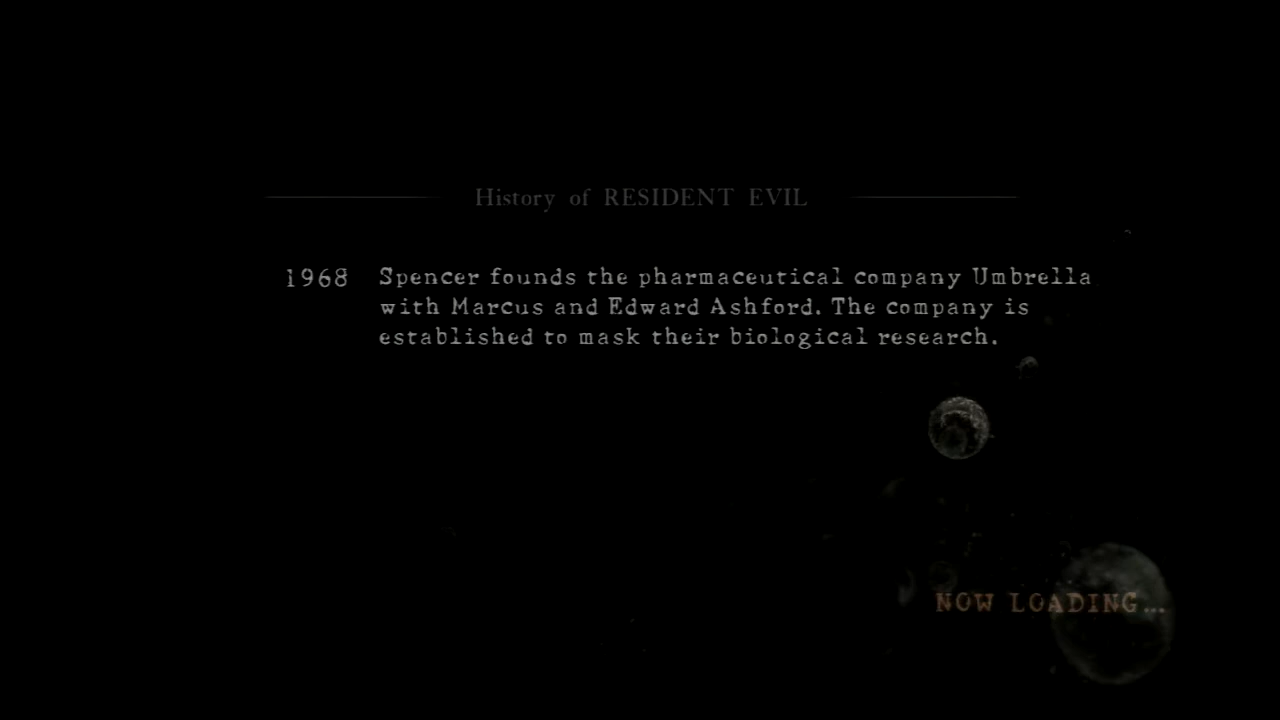 History of RESIDENT EVIL
1968 Spencer founds the pharmaceutical company Umbrella
with Marcus and Edward Ashford. The company is
established to mask their biological research.
NOW LOADING...